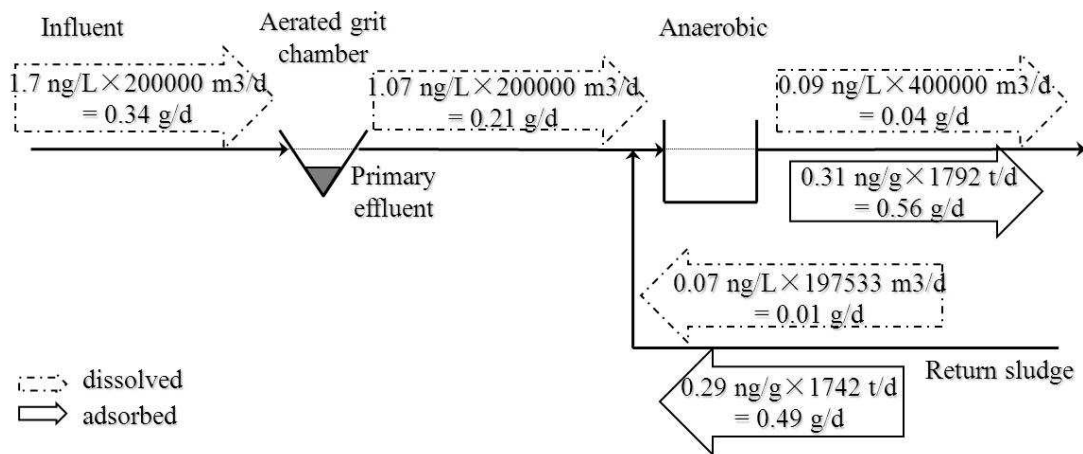 Influent
Aerated grit
chamber
Anaerobic
1.7 ng/L×200000 m3/d
= 0.34 g/d
1.07 ng/L×200000 m3/d
= 0.21 g/d
0.09 ng/L×400000 m3/d
= 0.04 g/d
Primary
effluent
0.31 ng/g×1792 t/d
= 0.56 g/d
0.07 ng/L×197533 m3/d
= 0.01 g/d
Return sludge
0.29 ng/g×1742 t/d
= 0.49 g/d
dissolved
adsorbed